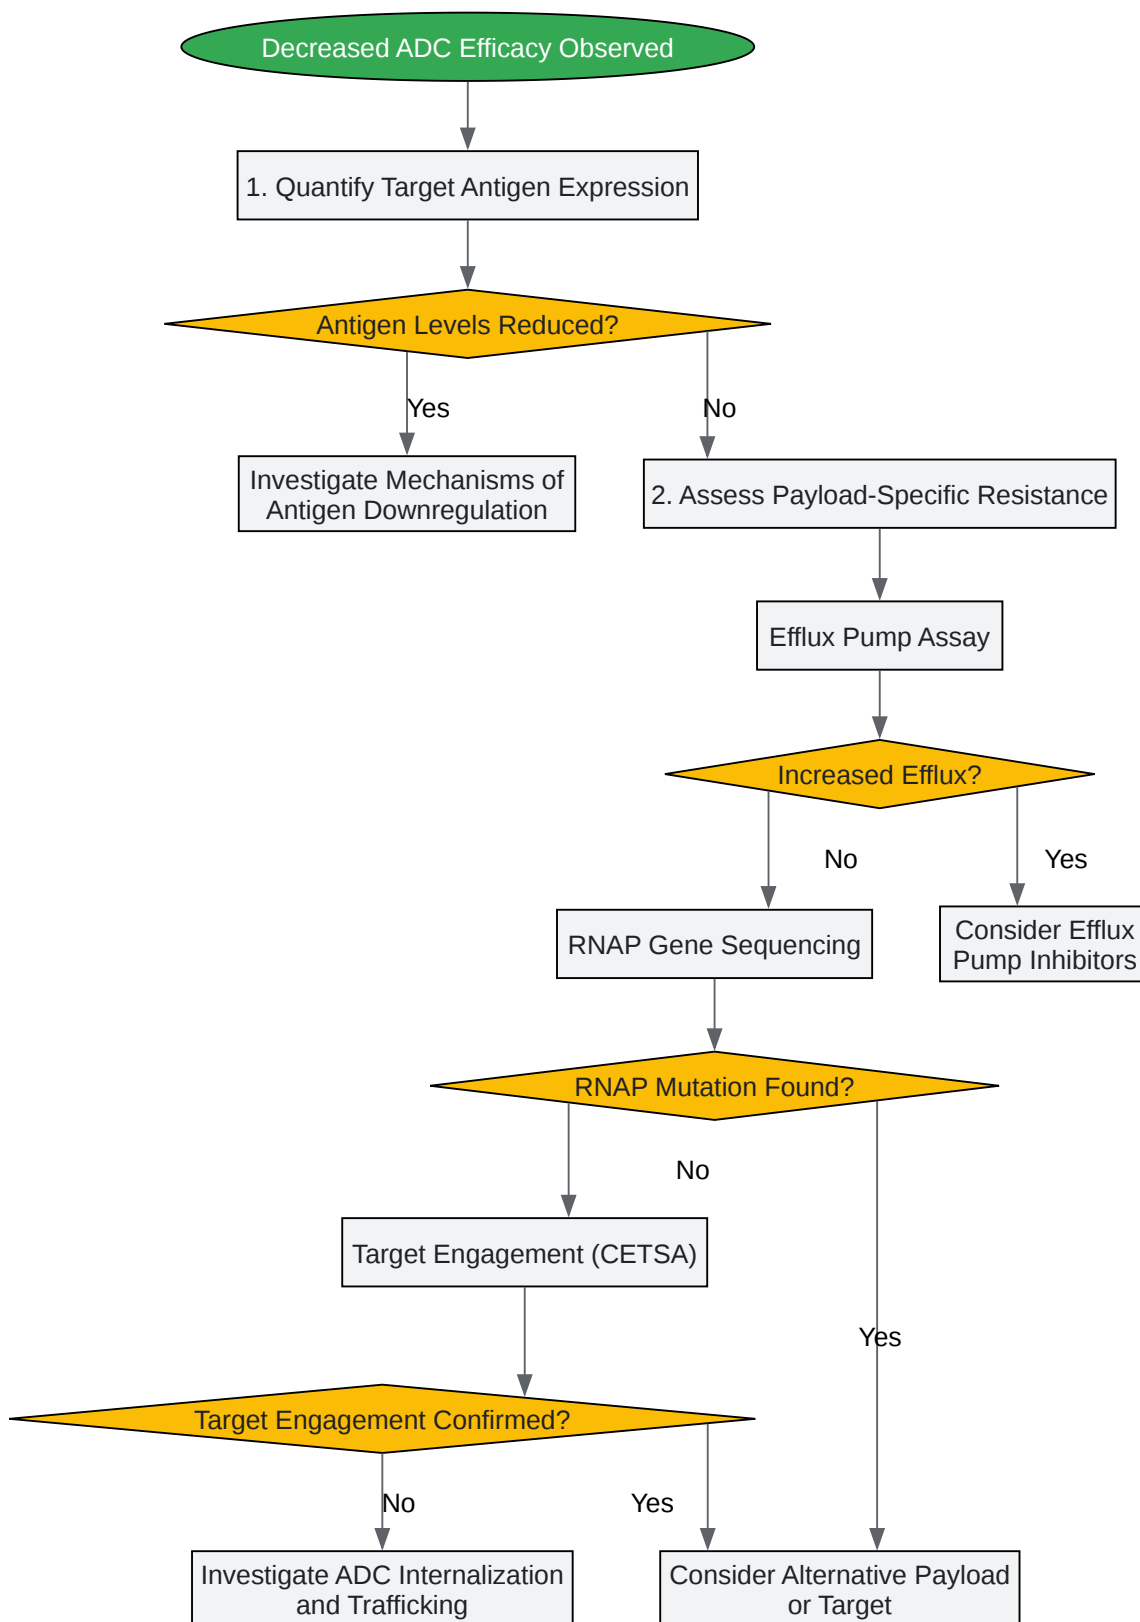 Decreased ADC Efficacy Observed
1. Quantify Target Antigen Expression
Antigen Levels Reduced?
Yes
No
Investigate Mechanisms of
Antigen Downregulation
2. Assess Payload-Specific Resistance
Efflux Pump Assay
Increased Efflux?
No
Yes
RNAP Gene Sequencing
Consider Efflux
Pump Inhibitors
RNAP Mutation Found?
No
Target Engagement (CETSA)
Yes
Target Engagement Confirmed?
No
Yes
Investigate ADC Internalization
and Trafficking
Consider Alternative Payload
or Target